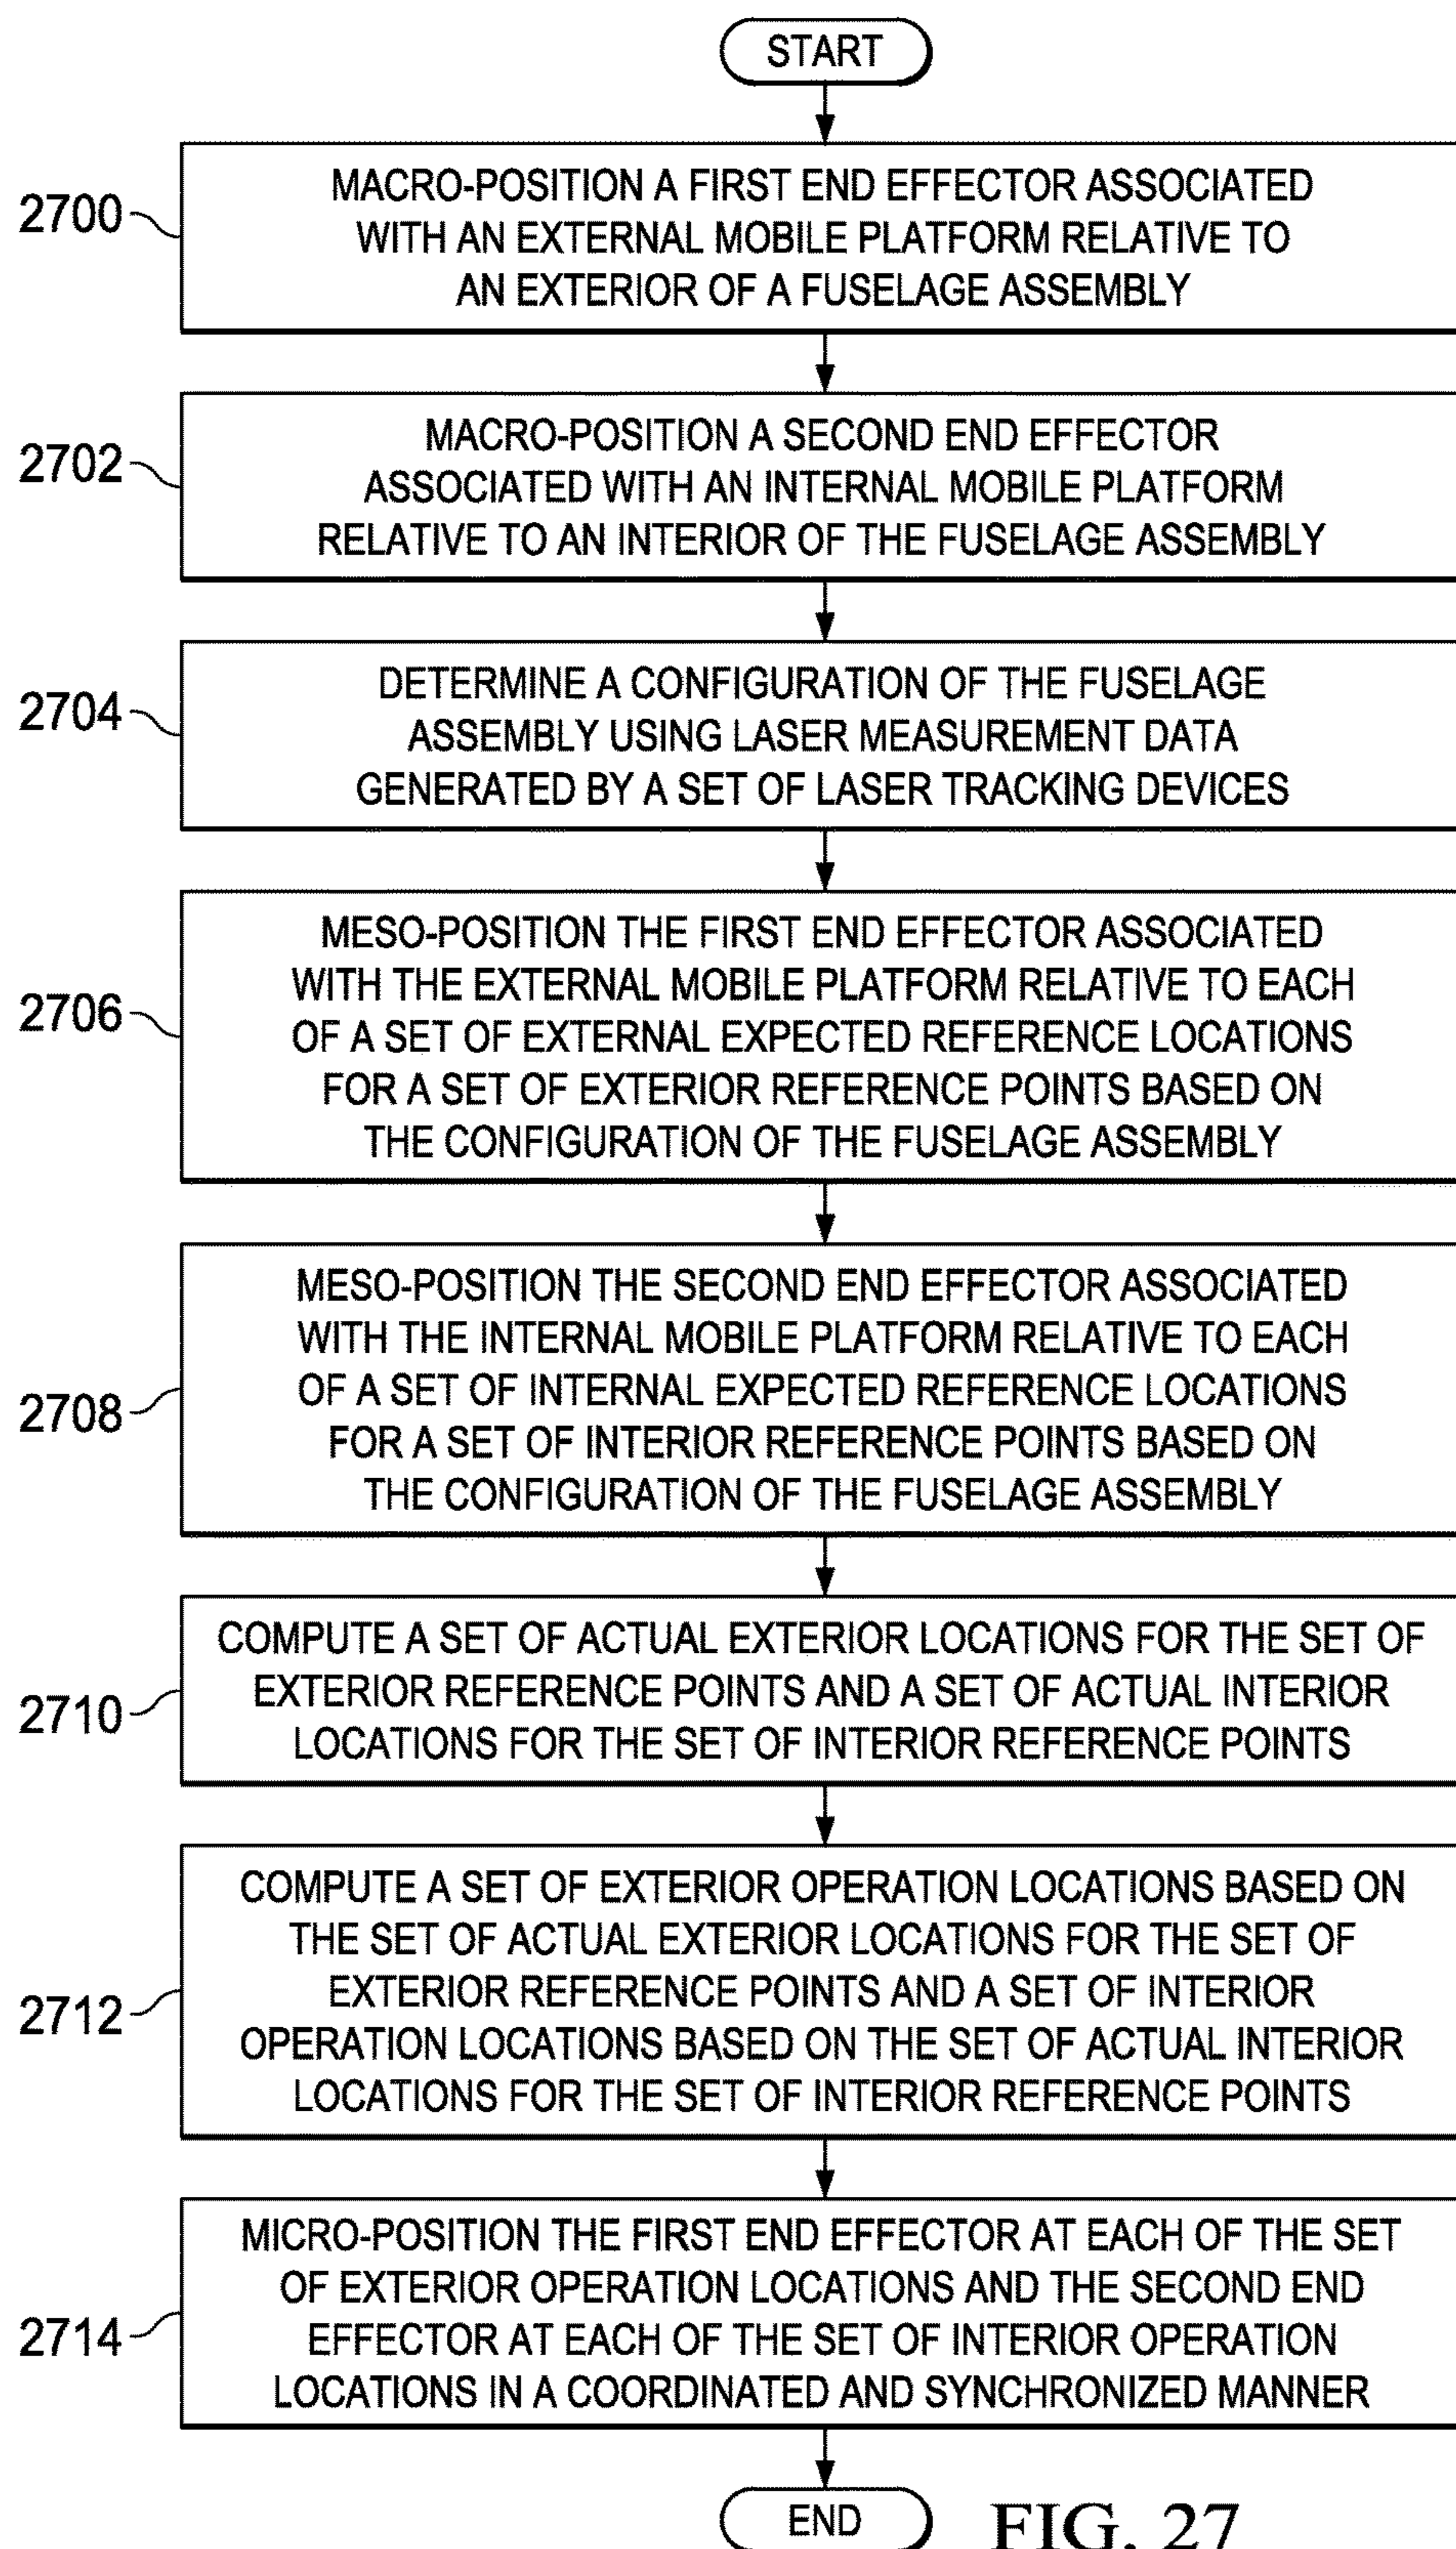 START
2700
MACRO-POSITION A FIRST END EFFECTOR ASSOCIATED
WITH AN EXTERNAL MOBILE PLATFORM RELATIVE TO
AN EXTERIOR OF A FUSELAGE ASSEMBLY
2702
MACRO-POSITION A SECOND END EFFECTOR
ASSOCIATED WITH AN INTERNAL MOBILE PLATFORM
RELATIVE TO AN INTERIOR OF THE FUSELAGE ASSEMBLY
2704
DETERMINE A CONFIGURATION OF THE FUSELAGE
ASSEMBLY USING LASER MEASUREMENT DATA
GENERATED BY A SET OF LASER TRACKING DEVICES
2706
MESO-POSITION THE FIRST END EFFECTOR ASSOCIATED
WITH THE EXTERNAL MOBILE PLATFORM RELATIVE TO EACH
OF A SET OF EXTERNAL EXPECTED REFERENCE LOCATIONS
FOR A SET OF EXTERIOR REFERENCE POINTS BASED ON
THE CONFIGURATION OF THE FUSELAGE ASSEMBLY
2708
MESO-POSITION THE SECOND END EFFECTOR ASSOCIATED
WITH THE INTERNAL MOBILE PLATFORM RELATIVE TO EACH
OF A SET OF INTERNAL EXPECTED REFERENCE LOCATIONS
FOR A SET OF INTERIOR REFERENCE POINTS BASED ON
THE CONFIGURATION OF THE FUSELAGE ASSEMBLY
2710
COMPUTE A SET OF ACTUAL EXTERIOR LOCATIONS FOR THE SET OF
EXTERIOR REFERENCE POINTS AND A SET OF ACTUAL INTERIOR
LOCATIONS FOR THE SET OF INTERIOR REFERENCE POINTS
2712
COMPUTE A SET OF EXTERIOR OPERATION LOCATIONS BASED ON
THE SET OF ACTUAL EXTERIOR LOCATIONS FOR THE SET OF
EXTERIOR REFERENCE POINTS AND A SET OF INTERIOR
OPERATION LOCATIONS BASED ON THE SET OF ACTUAL INTERIOR
LOCATIONS FOR THE SET OF INTERIOR REFERENCE POINTS
2714
MICRO-POSITION THE FIRST END EFFECTOR AT EACH OF THE SET
OF EXTERIOR OPERATION LOCATIONS AND THE SECOND END
EFFECTOR AT EACH OF THE SET OF INTERIOR OPERATION
LOCATIONS IN A COORDINATED AND SYNCHRONIZED MANNER
END
FIG. 27